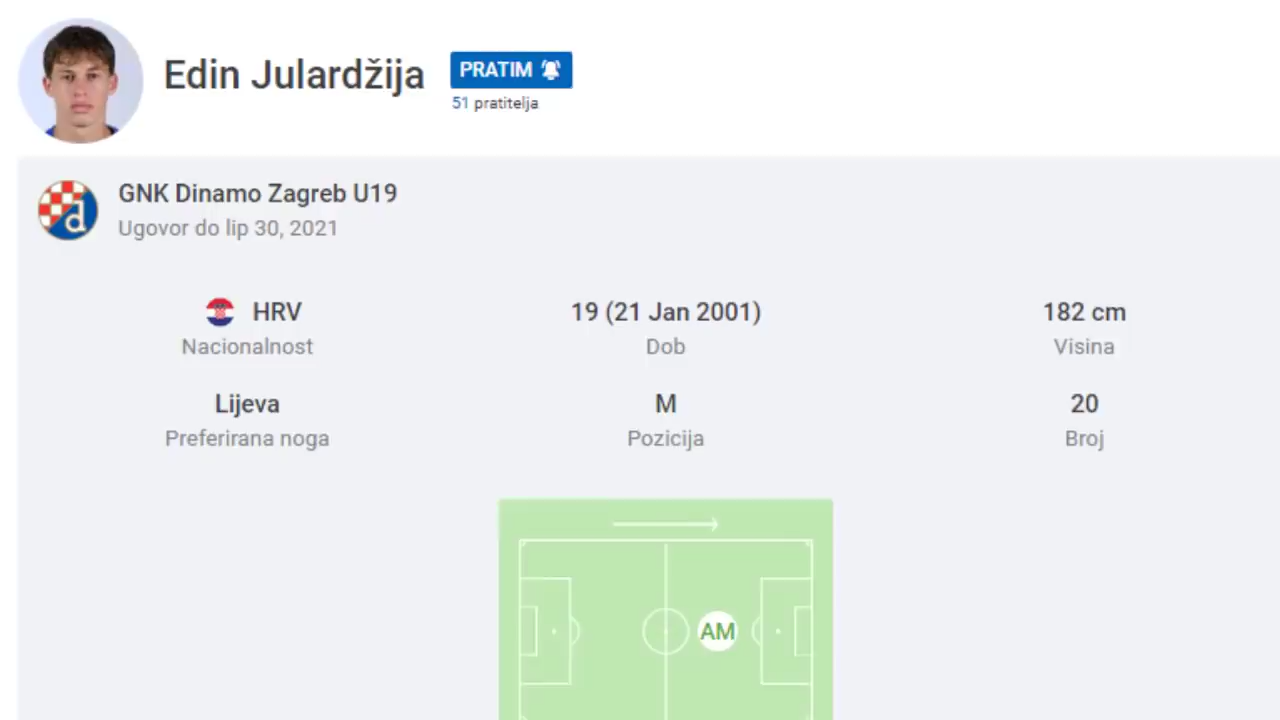 Edin Julardžija
PRATIM
51 pratitelja
GNK Dinamo Zagreb U19
Ugovor do lip 30, 2021
HRV
19 (21 Jan 2001)
182 cm
Nacionalnost
Dob
Visina
Lijeva
M
20
Preferirana noga
Pozicija
Broj
AM